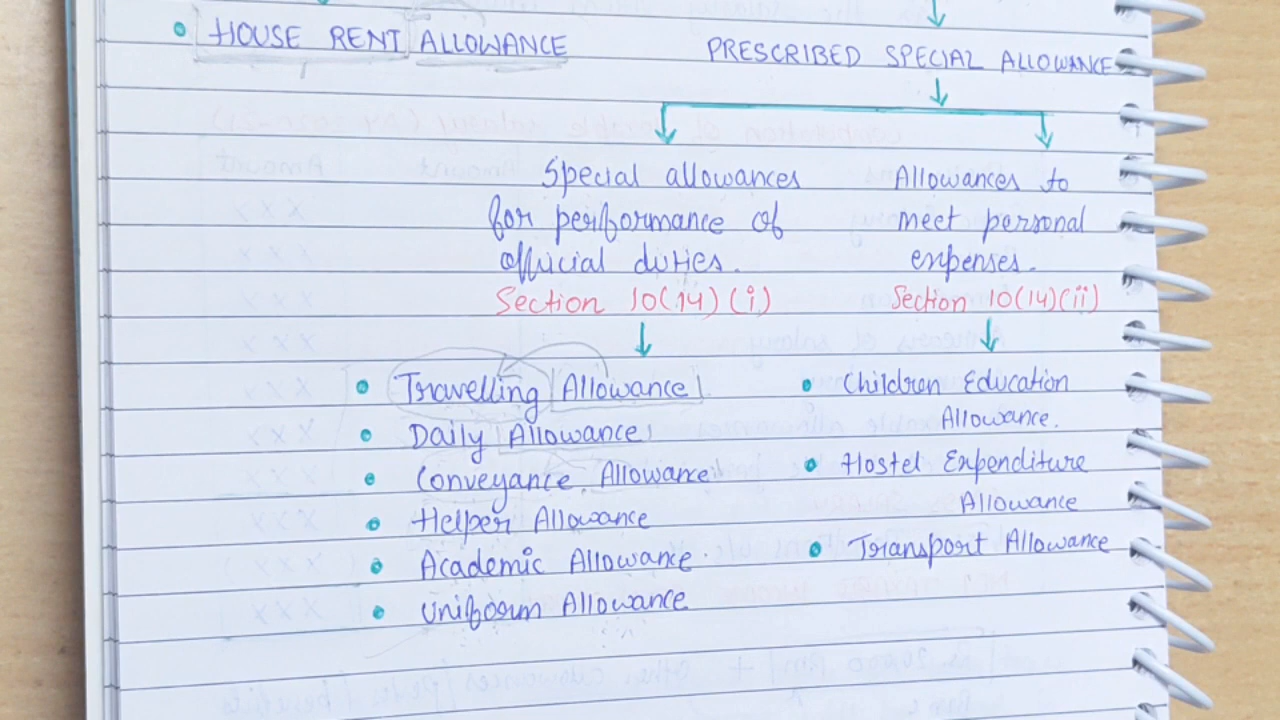 HOUSE RENT ALLOWANCE
PRESCRIBED SPECIAL ALLOWANCE
Special allowances
for performance of
official duties.
Section 10(14)(i)
Travelling Allowance
Daily Allowance
Conveyance Allowance
Helper Allowance
Academic Allowance
Uniform Allowance
Allowances to
meet personal
expenses.
Section 10(14)(ii)
Children Education
Allowance.
Hostel Expenditure
Allowance
Transport Allowance